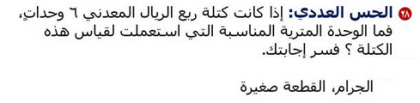 ٢٨ الحس العددي: إذا كانت كتلة ربع الريال المعدني ٦ وحداتٍ،
فما الوحدة المترية المناسبة التي استعملت لقياس هذه
الكتلة ؟ فسر إجابتك.
الجرام، القطعة صغيرة